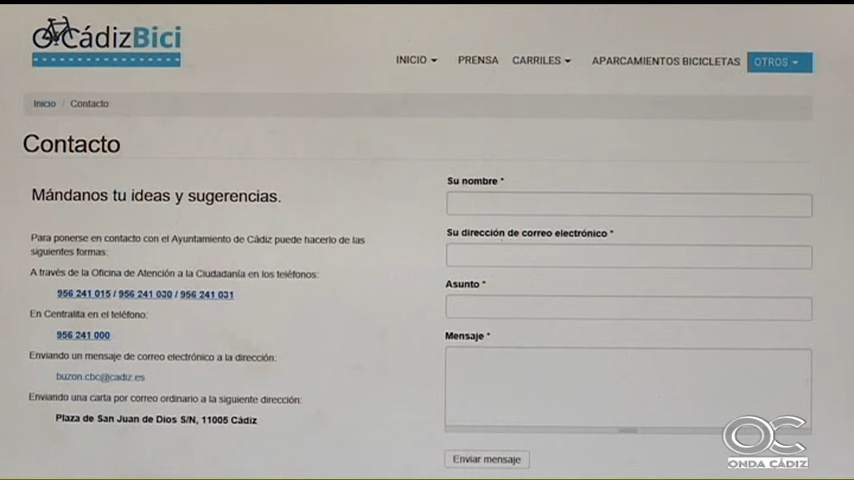 CádizBici
INICIO PRENSA CARRILES APARCAMIENTOS BICICLETAS OTROS
Inicio / Contacto
Contacto
Mándanos tu ideas y sugerencias.
Para ponerse en contacto con el Ayuntamiento de Cádiz puede hacerlo de las
siguientes formas:
A través de la Oficina de Atención a la Ciudadanía en los teléfonos:
956 241 015 / 956 241 030 / 956 241 031
En Centralita en el teléfono:
956 241 000
Enviando un mensaje de correo electrónico a la dirección:
buzon.cbc@cadiz.es
Enviando una carta por correo ordinario a la siguiente dirección:
Plaza de San Juan de Dios S/N, 11005 Cádiz
Su nombre *
Su dirección de correo electrónico *
Asunto *
Mensaje *
Enviar mensaje
OC
ONDA CÁDIZ